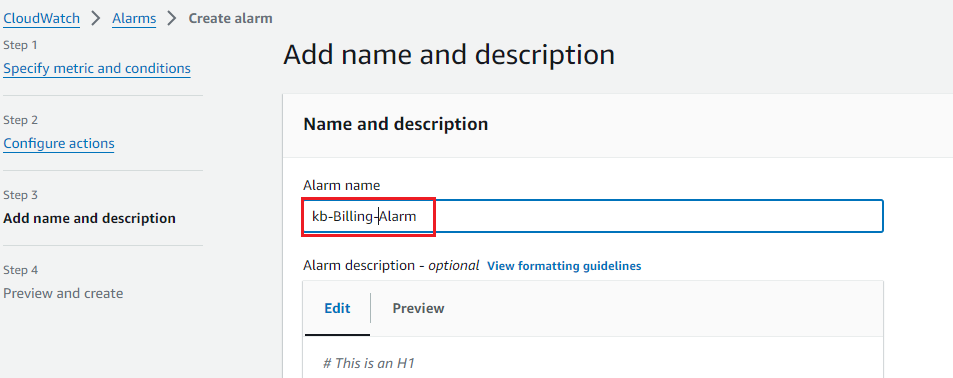 CloudWatch > Alarms > Create alarm
Step 1
Specify metric and conditions
Step 2
Configure actions
Step 3
Add name and description
Step 4
Preview and create
Add name and description
Name and description
Alarm name
kb-Billing-Alarm
Alarm description - optional View formatting guidelines
Edit Preview
# This is an H1